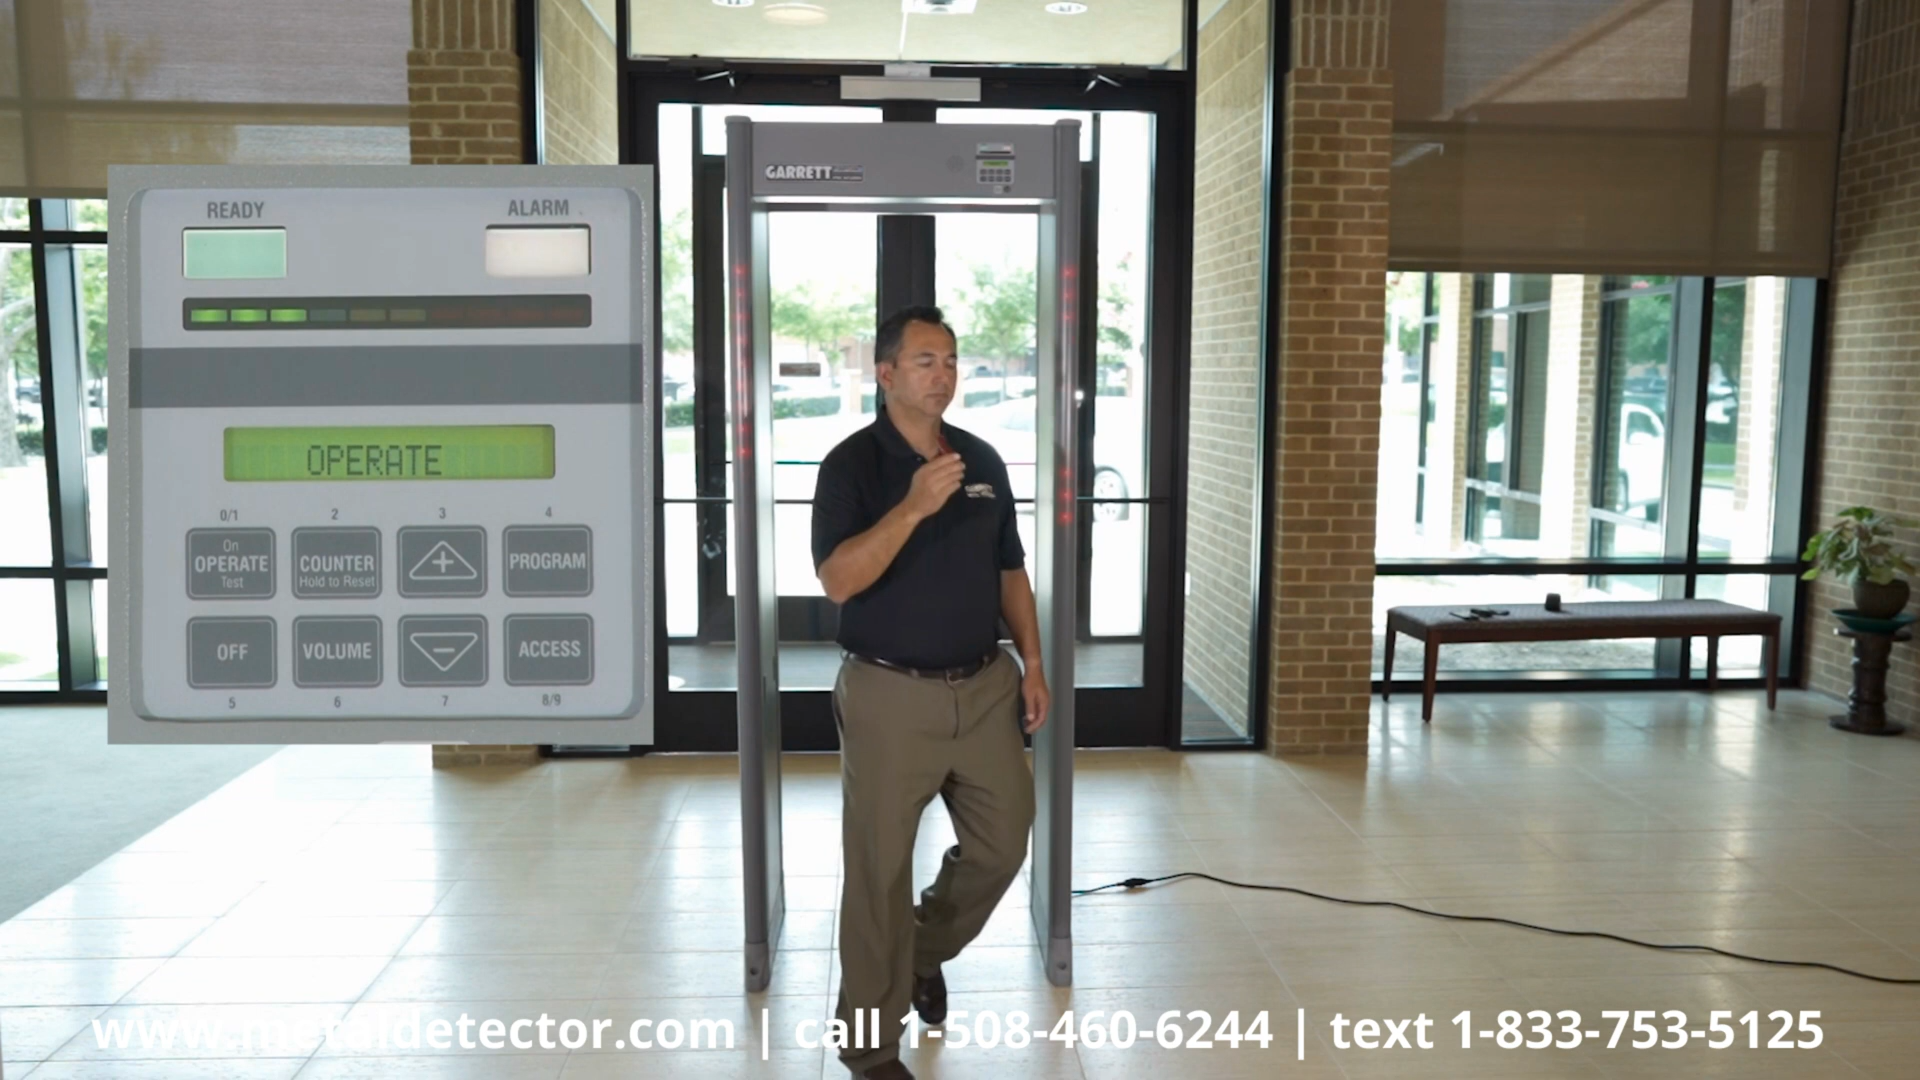 READY
ALARM
OPERATE
0/1
2
3
4
On
OPERATE
Test
COUNTER
Hold to Reset
+
PROGRAM
OFF
VOLUME
-
ACCESS
5
6
7
8/9
GARRETT
www.metaldetector.com | call 1-508-460-6244 | text 1-833-753-5125